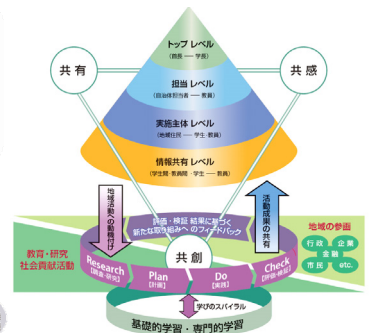 トップ レベル
(首長 ── 学長)
共 有
共 感
担当 レベル
(自治体担当者 ── 教員)
実施主体 レベル
(地域住民 ── 学生・教員)
情報共有 レベル
(学生間・教員間・学生 ── 教員)
地域活動への動機付け
活動成果の共有
評価・検証 結果に基づく
新たな取り組みへ のフィードバック
地域の参画
行 政
企 業
金 融
市 民
etc.
教育・研究
社会貢献活動
共 創
Research
【調査・研究】
Plan
【計画】
Do
【実践】
Check
【評価・検証】
学びのスパイラル
基礎的学習・専門的学習